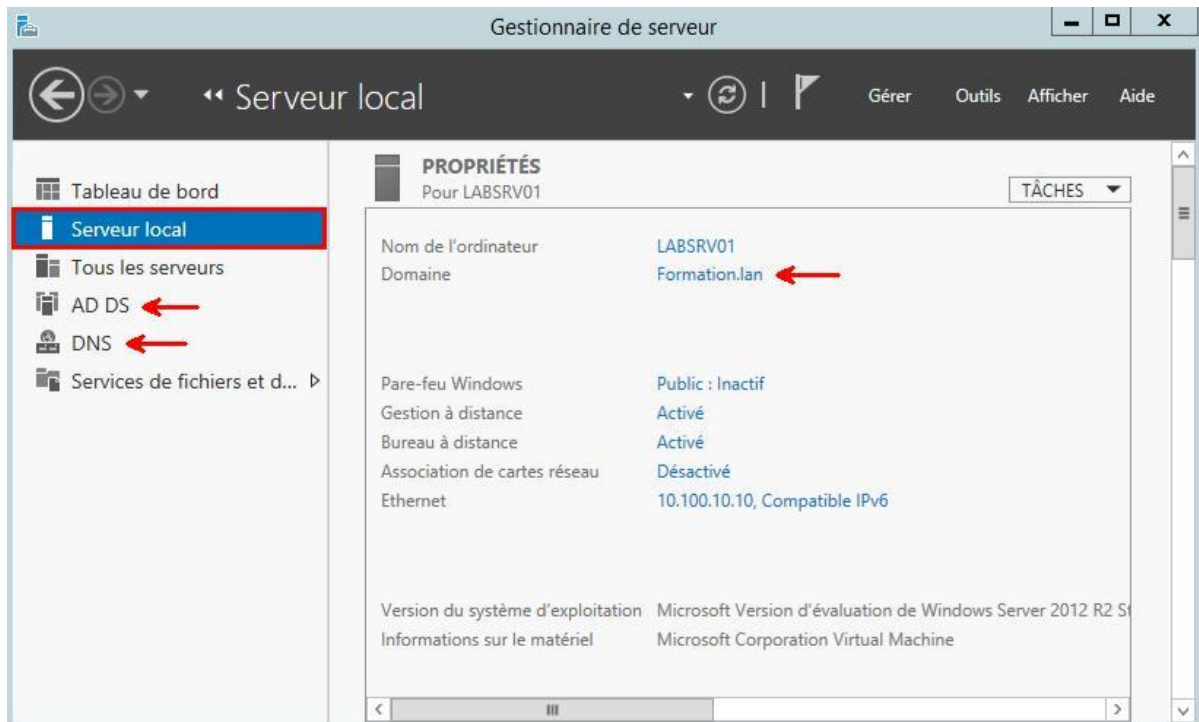 Gestionnaire de serveur
Serveur local
Gérer Outils Afficher Aide
Tableau de bord
Serveur local
Tous les serveurs
AD DS
DNS
Services de fichiers et d...
PROPRIÉTÉS
Pour LABSRV01
TÂCHES
Nom de l'ordinateur LABSRV01
Domaine Formation.lan
Pare-feu Windows Public : Inactif
Gestion à distance Activé
Bureau à distance Activé
Association de cartes réseau Désactivé
Ethernet 10.100.10.10, Compatible IPv6
Version du système d'exploitation Microsoft Version d'évaluation de Windows Server 2012 R2
Informations sur le matériel Microsoft Corporation Virtual Machine